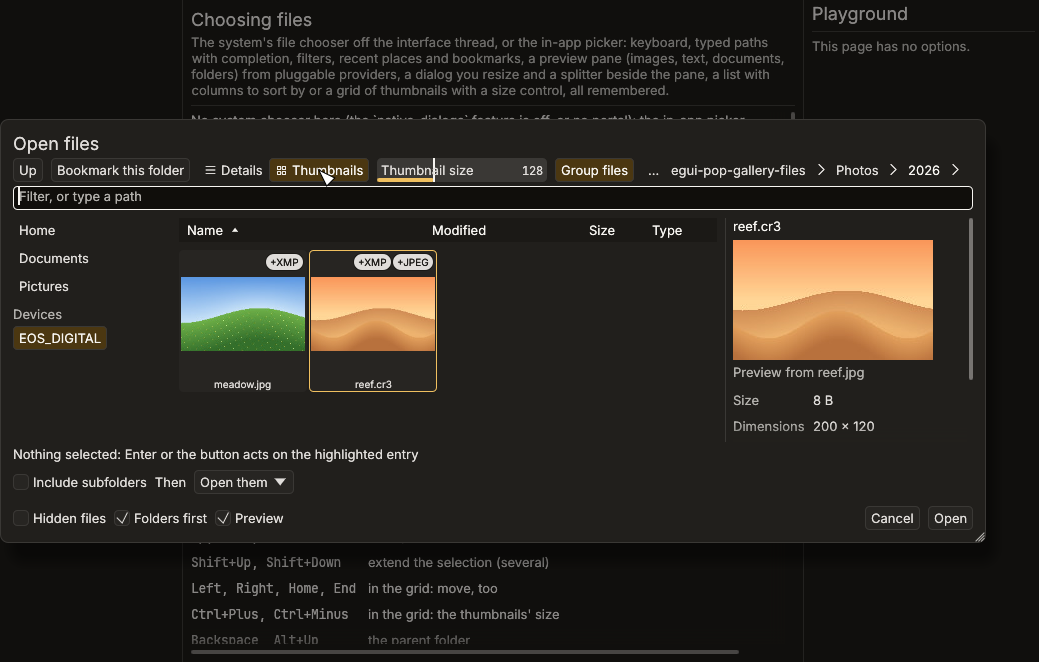 Choosing files
The system's file chooser off the interface thread, or the in-app picker: keyboard, typed paths
with completion, filters, recent places and bookmarks, a preview pane (images, text, documents,
folders) from pluggable providers, a dialog you resize and a splitter beside the pane, a list with
columns to sort by or a grid of thumbnails with a size control, all remembered.
Playground
This page has no options.
Open files
Up Bookmark this folder Details Thumbnails Thumbnail size 128 Group files ... egui-pop-gallery-files Photos 2026
Filter, or type a path
Home
Documents
Pictures
Devices
EOS_DIGITAL
Name Modified Size Type
+XMP +XMP +JPEG
meadow.jpg reef.cr3
reef.cr3
Preview from reef.jpg
Size 8 B
Dimensions 200 × 120
Nothing selected: Enter or the button acts on the highlighted entry
Include subfolders Then Open them
Hidden files Folders first Preview Cancel Open
Shift+Up, Shift+Down extend the selection (several)
Left, Right, Home, End in the grid: move, too
Ctrl+Plus, Ctrl+Minus in the grid: the thumbnails' size
Backspace Alt+Up the parent folder